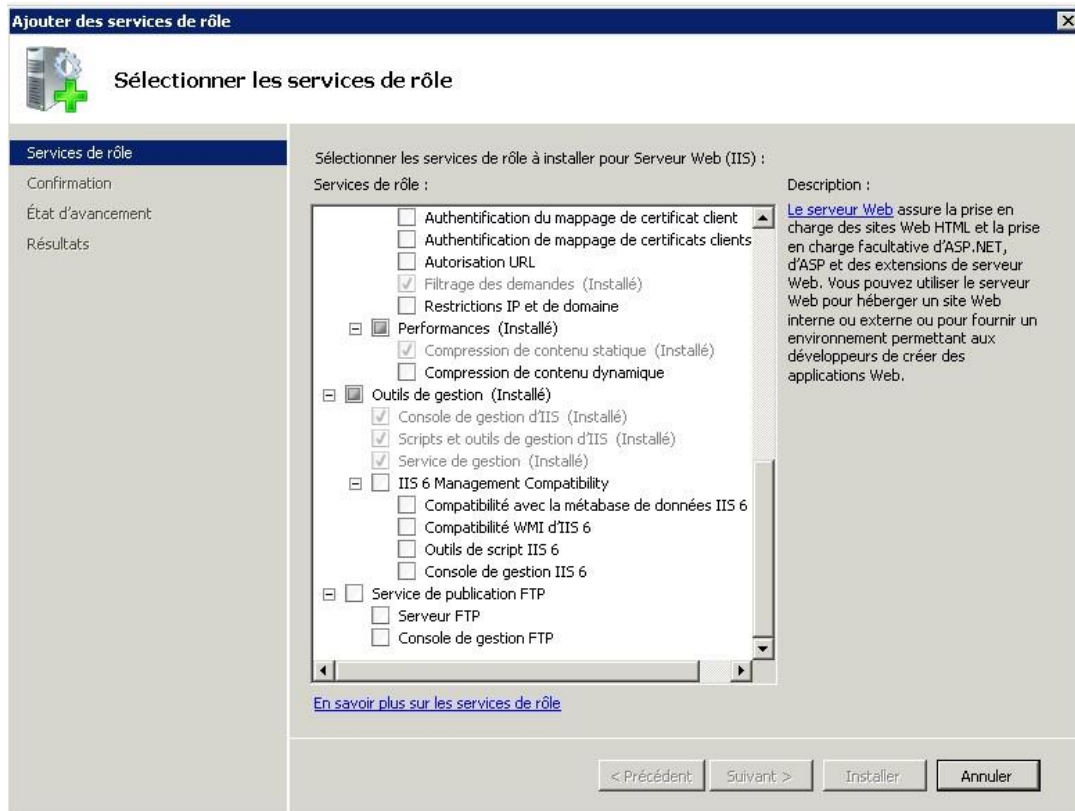 Ajouter des services de rôle
Sélectionner les services de rôle
Services de rôle
Confirmation
État d'avancement
Résultats
Sélectionner les services de rôle à installer pour Serveur Web (IIS) :
Services de rôle :
Authentification du mappage de certificat client
Authentification de mappage de certificats clients
Autorisation URL
Filtrage des demandes (Installé)
Restrictions IP et de domaine
Performances (Installé)
Compression de contenu statique (Installé)
Compression de contenu dynamique
Outils de gestion (Installé)
Console de gestion d'IIS (Installé)
Scripts et outils de gestion d'IIS (Installé)
Service de gestion (Installé)
IIS 6 Management Compatibility
Compatibilité avec la métabase de données IIS 6
Compatibilité WMI d'IIS 6
Outils de script IIS 6
Console de gestion IIS 6
Service de publication FTP
Serveur FTP
Console de gestion FTP
En savoir plus sur les services de rôle
Description :
Le serveur Web assure la prise en
charge des sites Web HTML et la prise
en charge facultative d'ASP.NET,
d'ASP et des extensions de serveur
Web. Vous pouvez utiliser le serveur
Web pour héberger un site Web
interne ou externe ou pour fournir un
environnement permettant aux
développeurs de créer des
applications Web.
< Précédent
Suivant >
Installer
Annuler